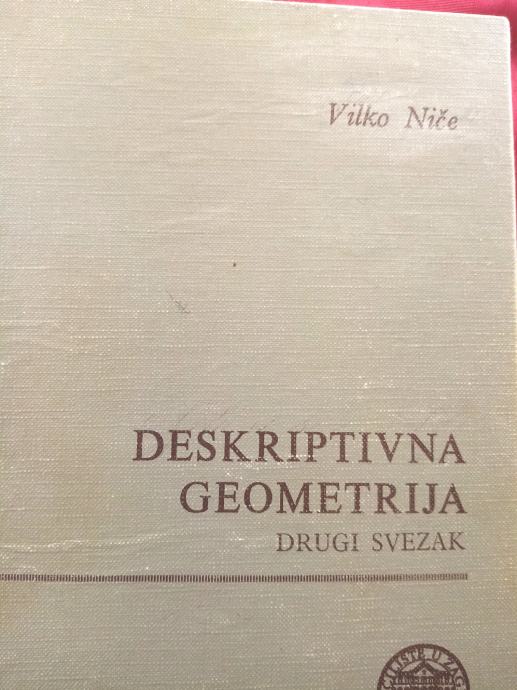 Vilko Niče
DESKRIPTIVNA
GEOMETRIJA
DRUGI SVEZAK